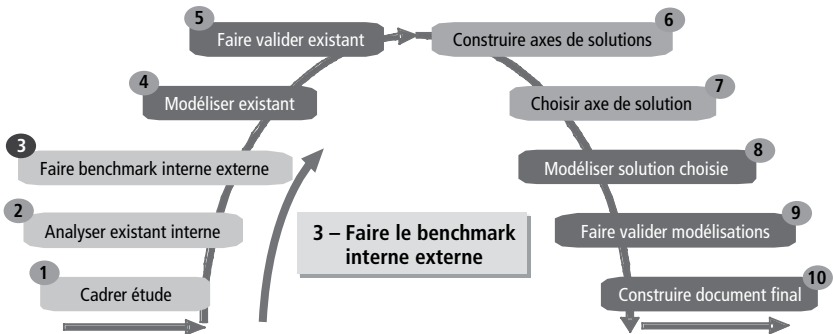 5
Faire valider existant
6
Construire axes de solutions
4
Modéliser existant
7
Choisir axe de solution
3
Faire benchmark interne externe
8
Modéliser solution choisie
2
Analyser existant interne
3 – Faire le benchmark
interne externe
9
Faire valider modélisations
1
Cadrer étude
10
Construire document final